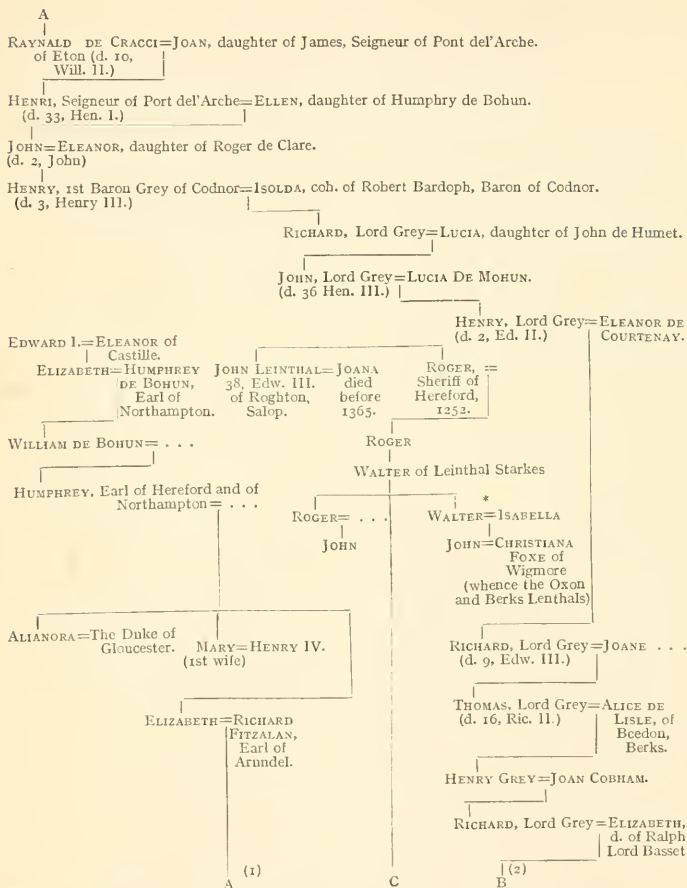 A
RAYNALD DE CRACCI=JOAN, daughter of James, Seigneur of Pont del'Arche.
of Eton (d. 10,
Will. II.)
HENRI, Seigneur of Port del'Arche=ELLEN, daughter of Humphry de Bohun.
(d. 33, Hen. I.)
JOHN=ELEANOR, daughter of Roger de Clare.
(d. 2, John)
HENRY, 1st Baron Grey of Codnor=ISOLDA, coh. of Robert Bardoph, Baron of Codnor.
(d. 3, Henry III.)
RICHARD, Lord Grey=LUCIA, daughter of John de Humet.
JOHN, Lord Grey=LUCIA DE MOHUN.
(d. 36 Hen. III.)
HENRY, Lord Grey=ELEANOR DE
(d. 2, Ed. II.) COURTENAY.
EDWARD I.=ELEANOR of
Castille.
ELIZABETH=HUMPHREY
DE BOHUN,
Earl of
Northampton.
JOHN LEINTHAL=JOANA
38, Edw. III. died
of Roghton, before
Salop. 1365.
ROGER, =
Sheriff of
Hereford,
1252.
WILLIAM DE BOHUN= . . .
ROGER
WALTER of Leinthal Starkes
HUMPHREY, Earl of Hereford and of
Northampton= . . .
ROGER= . . .
JOHN
*
WALTER=ISABELLA
JOHN=CHRISTIANA
FOXE of
Wigmore
(whence the Oxon
and Berks Lenthals)
ALIANORA=The Duke of
Gloucester.
MARY=HENRY IV.
(1st wife)
RICHARD, Lord Grey=JOANE . . .
(d. 9, Edw. III.)
ELIZABETH=RICHARD
FITZALAN,
Earl of
Arundel.
THOMAS, Lord Grey=ALICE DE
(d. 16, Ric. II.) LISLE, of
Beedon,
Berks.
HENRY GREY=JOAN COBHAM.
RICHARD, Lord Grey=ELIZABETH,
d. of Ralph
Lord Basset
(1) (2)
A C B